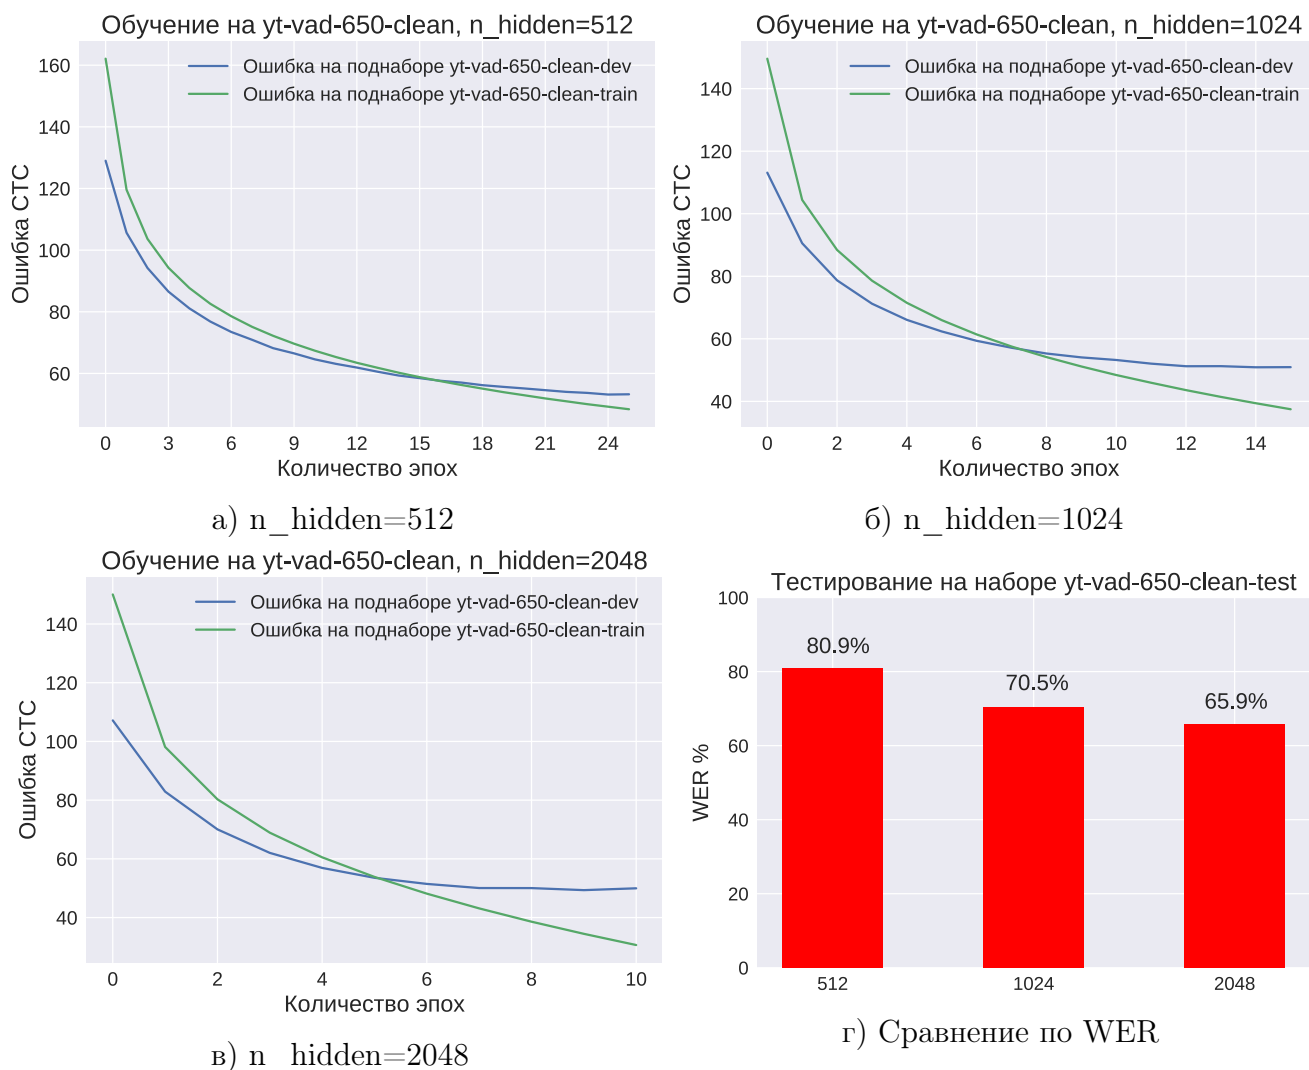 Обучение на yt-vad-650-clean, n_hidden=512
Ошибка на поднаборе yt-vad-650-clean-dev
Ошибка на поднаборе yt-vad-650-clean-train
Ошибка CTC
160
140
120
100
80
60
0 3 6 9 12 15 18 21 24
Количество эпох
а) n_hidden=512
Обучение на yt-vad-650-clean, n_hidden=1024
Ошибка на поднаборе yt-vad-650-clean-dev
Ошибка на поднаборе yt-vad-650-clean-train
Ошибка CTC
140
120
100
80
60
40
0 2 4 6 8 10 12 14
Количество эпох
б) n_hidden=1024
Обучение на yt-vad-650-clean, n_hidden=2048
Ошибка на поднаборе yt-vad-650-clean-dev
Ошибка на поднаборе yt-vad-650-clean-train
Ошибка CTC
140
120
100
80
60
40
0 2 4 6 8 10
Количество эпох
в) n_hidden=2048
Тестирование на наборе yt-vad-650-clean-test
WER %
100
80
60
40
20
0
80.9%
70.5%
65.9%
512 1024 2048
г) Сравнение по WER